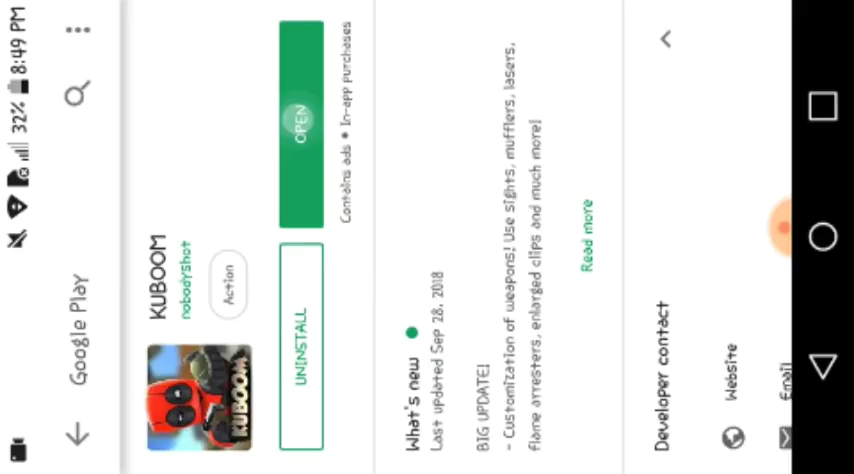 32% 8:49 PM
Google Play
KUBOOM
KUBOOM
nobodyshot
Action
UNINSTALL
OPEN
Contains ads • In-app purchases
What's new
Last updated Sep 28, 2018
BIG UPDATE!
- Customization of weapons! Use sights, mufflers, lasers,
flame arresters, enlarged clips and much more!
Read more
Developer contact
Website
Email